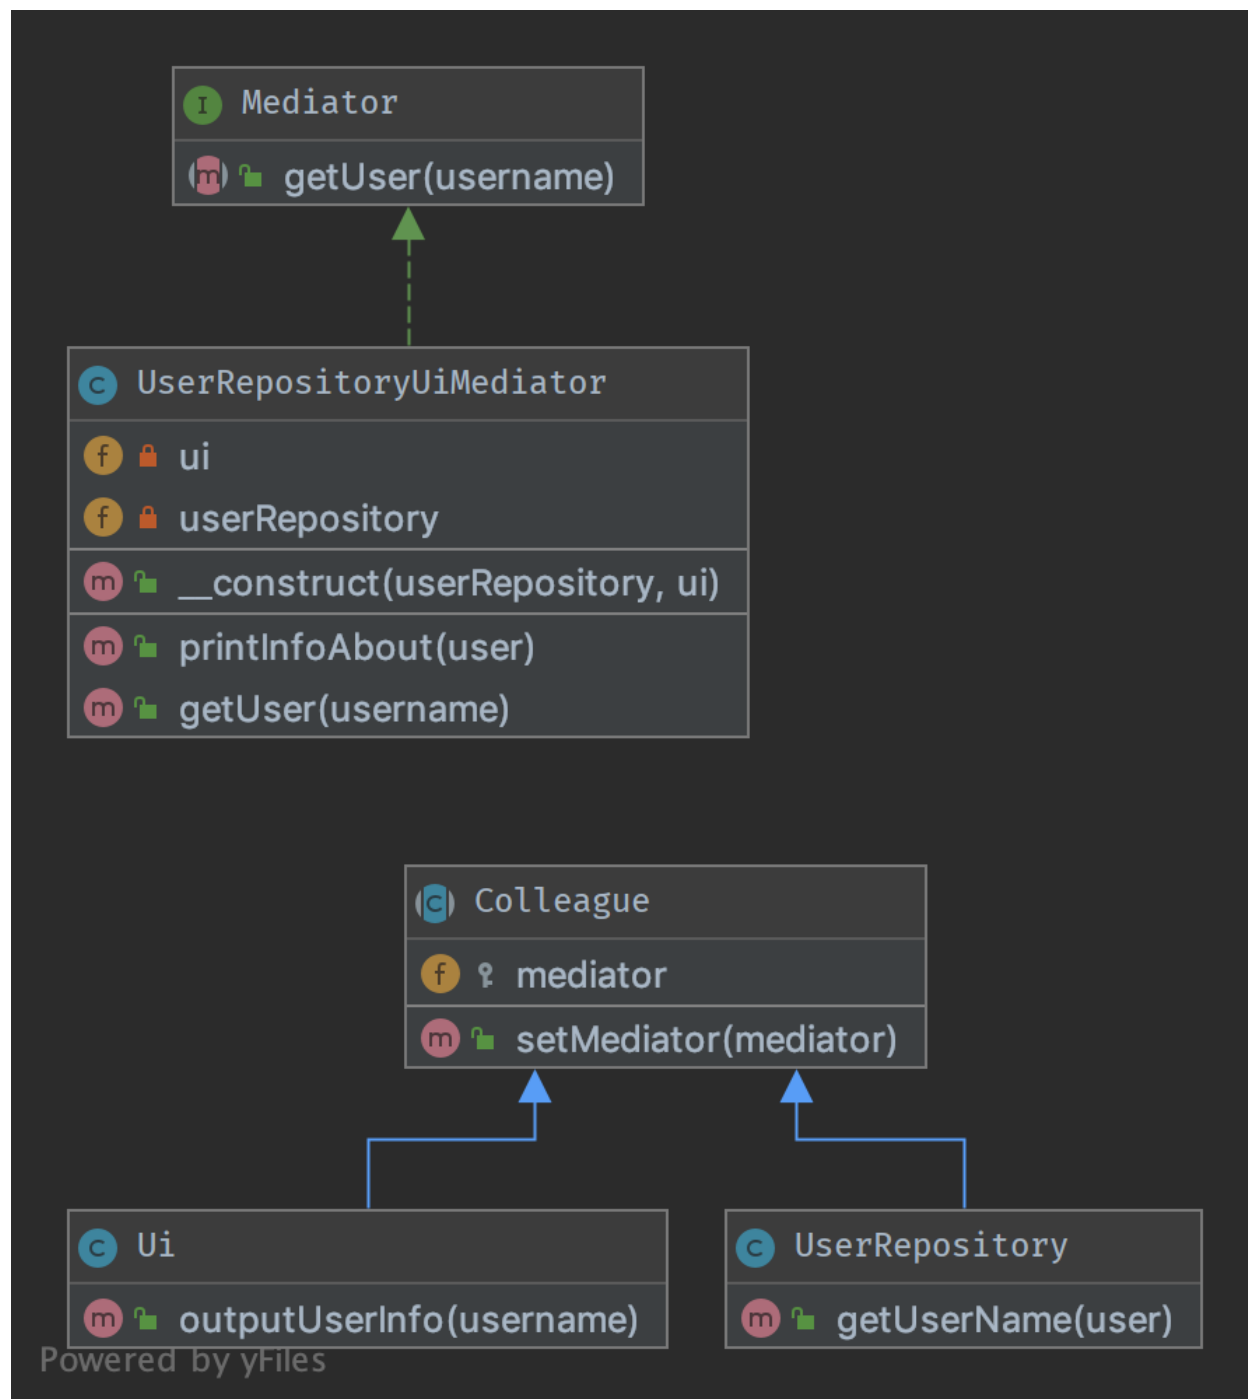 I Mediator
m getUser(username)
C UserRepositoryUiMediator
f ui
f userRepository
m __construct(userRepository, ui)
m printInfoAbout(user)
m getUser(username)
C Colleague
f mediator
m setMediator(mediator)
C Ui
m outputUserInfo(username)
C UserRepository
m getUserName(user)
Powered by yFiles